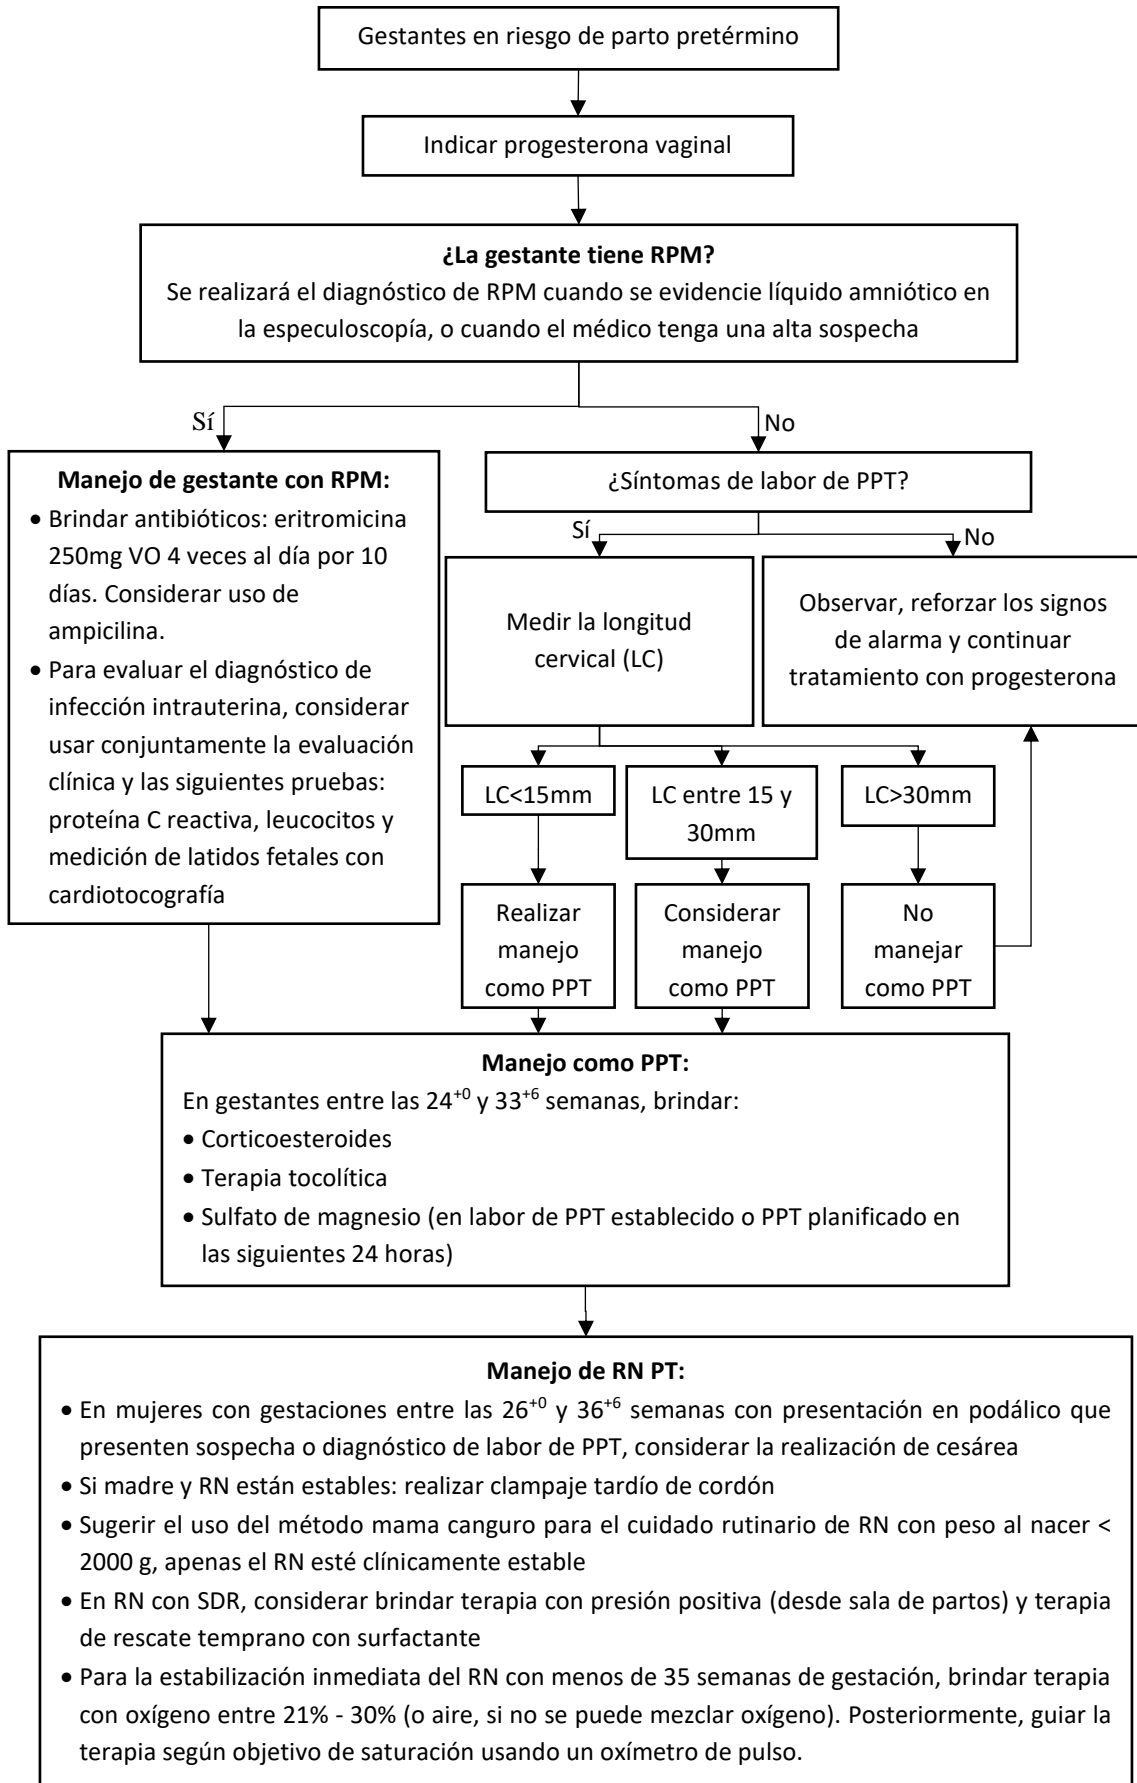 Gestantes en riesgo de parto pretérmino
Indicar progesterona vaginal
¿La gestante tiene RPM?
Se realizará el diagnóstico de RPM cuando se evidencie líquido amniótico en
la especuloscopía, o cuando el médico tenga una alta sospecha
Sí
No
Manejo de gestante con RPM:
• Brindar antibióticos: eritromicina
250mg VO 4 veces al día por 10
días. Considerar uso de
ampicilina.
• Para evaluar el diagnóstico de
infección intrauterina, considerar
usar conjuntamente la evaluación
clínica y las siguientes pruebas:
proteína C reactiva, leucocitos y
medición de latidos fetales con
cardiotocografía
¿Síntomas de labor de PPT?
Sí
No
Medir la longitud
cervical (LC)
Observar, reforzar los signos
de alarma y continuar
tratamiento con progesterona
LC<15mm
LC entre 15 y
30mm
LC>30mm
Realizar
manejo
como PPT
Considerar
manejo
como PPT
No
manejar
como PPT
Manejo como PPT:
En gestantes entre las 24+0 y 33+6 semanas, brindar:
• Corticoesteroides
• Terapia tocolítica
• Sulfato de magnesio (en labor de PPT establecido o PPT planificado en
las siguientes 24 horas)
Manejo de RN PT:
• En mujeres con gestaciones entre las 26+0 y 36+6 semanas con presentación en podálico que
presenten sospecha o diagnóstico de labor de PPT, considerar la realización de cesárea
• Si madre y RN están estables: realizar clampaje tardío de cordón
• Sugerir el uso del método mama canguro para el cuidado rutinario de RN con peso al nacer <
2000 g, apenas el RN esté clínicamente estable
• En RN con SDR, considerar brindar terapia con presión positiva (desde sala de partos) y terapia
de rescate temprano con surfactante
• Para la estabilización inmediata del RN con menos de 35 semanas de gestación, brindar terapia
con oxígeno entre 21% - 30% (o aire, si no se puede mezclar oxígeno). Posteriormente, guiar la
terapia según objetivo de saturación usando un oxímetro de pulso.